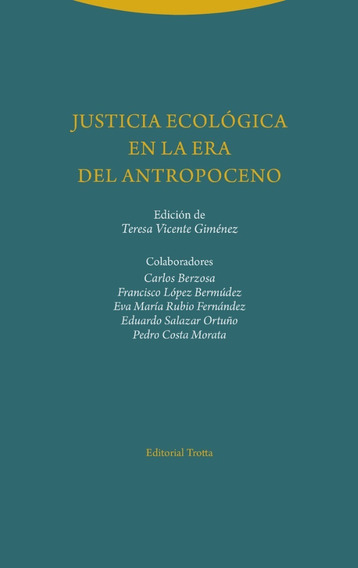 JUSTICIA ECOLÓGICA
EN LA ERA
DEL ANTROPOCENO
Edición de
Teresa Vicente Giménez
Colaboradores
Carlos Berzosa
Francisco López Bermúdez
Eva María Rubio Fernández
Eduardo Salazar Ortuño
Pedro Costa Morata
Editorial Trotta